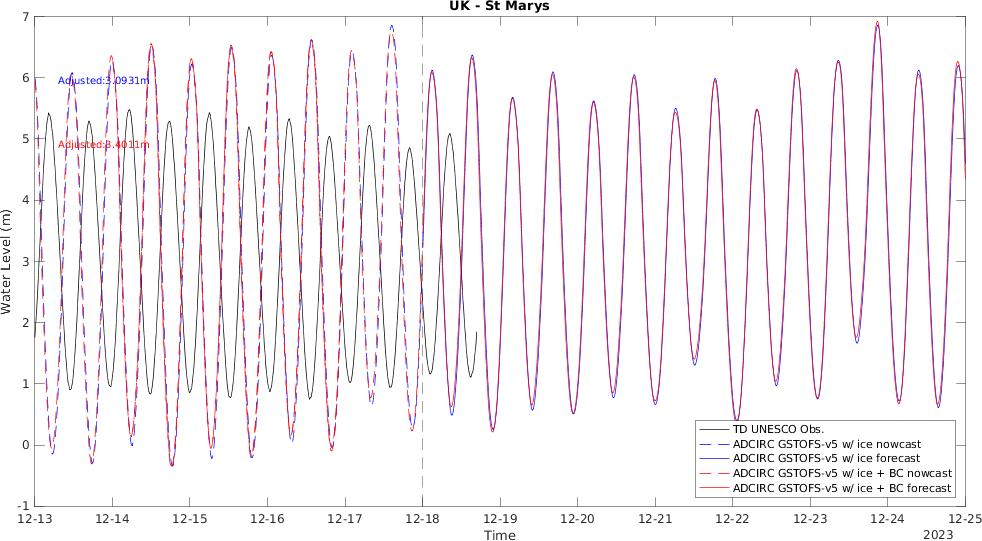 UK - St Marys
7
6
5
4
3
2
1
0
-1
Water Level (m)
Adjusted:3.0931m
Adjusted:3.4011m
TD UNESCO Obs.
ADCIRC GSTOFS-v5 w/ ice nowcast
ADCIRC GSTOFS-v5 w/ ice forecast
ADCIRC GSTOFS-v5 w/ ice + BC nowcast
ADCIRC GSTOFS-v5 w/ ice + BC forecast
12-13 12-14 12-15 12-16 12-17 12-18 12-19 12-20 12-21 12-22 12-23 12-24 12-25
Time
2023